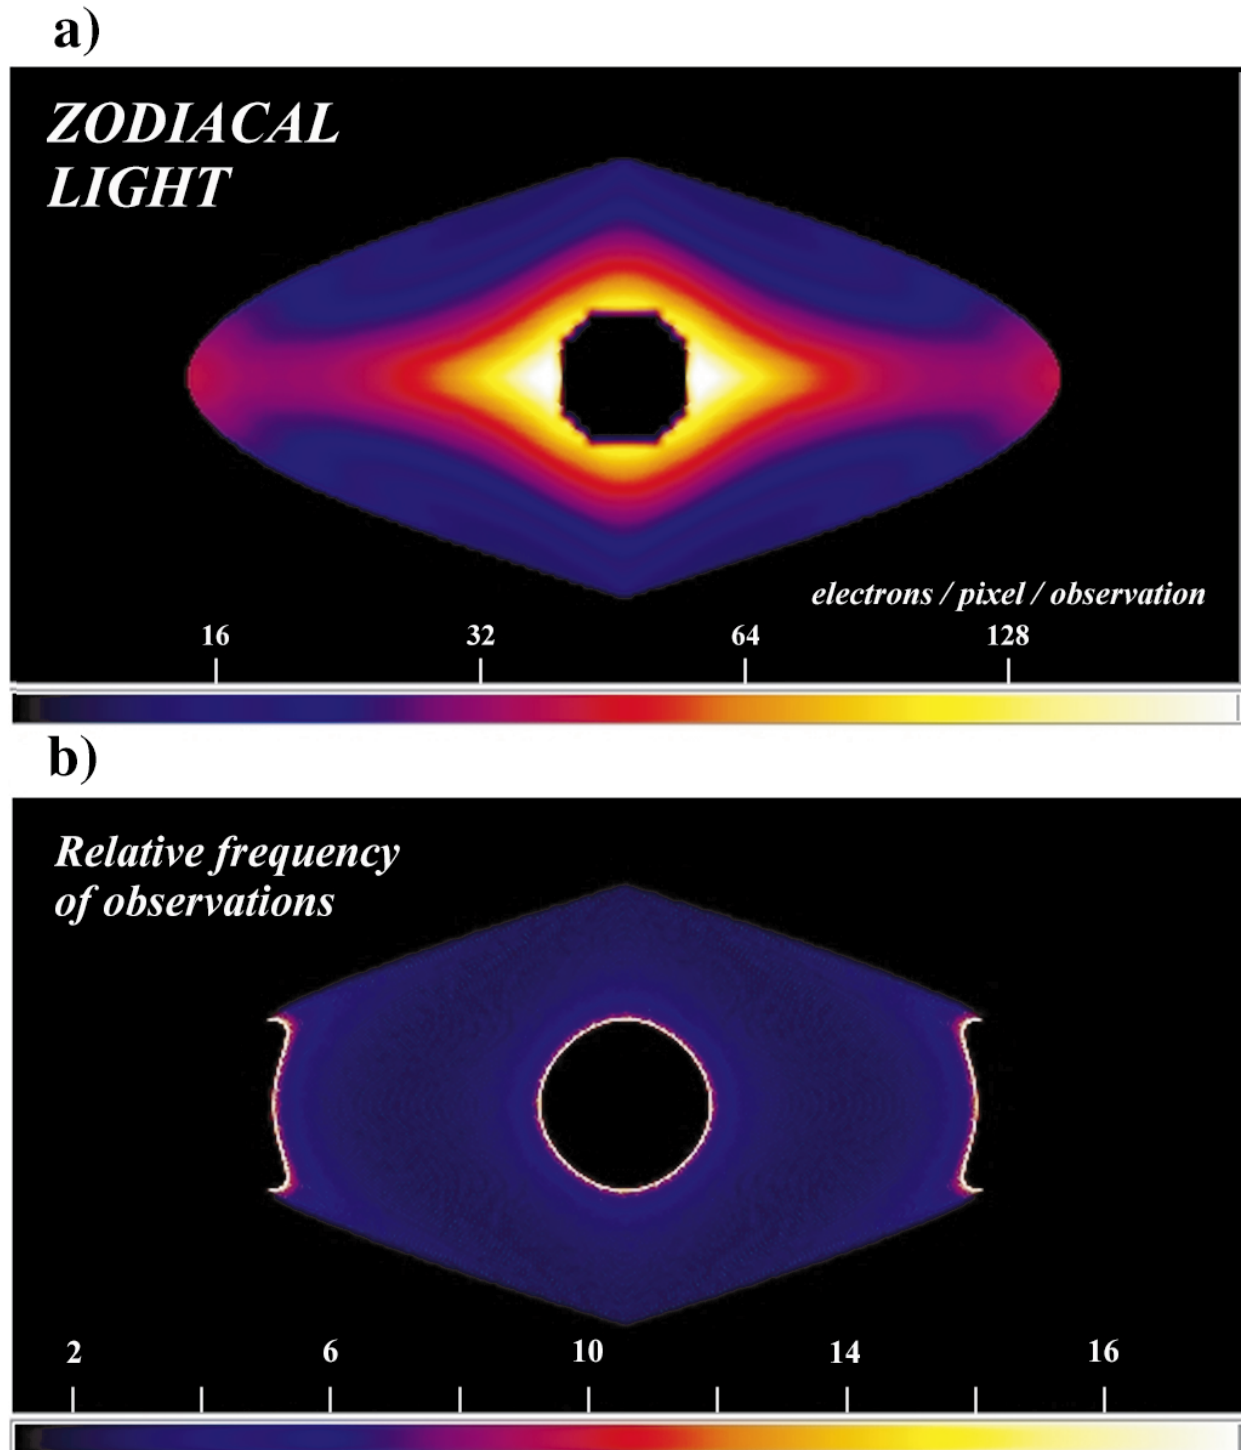 a)
ZODIACAL
LIGHT
electrons / pixel / observation
16 32 64 128
b)
Relative frequency
of observations
2 6 10 14 16